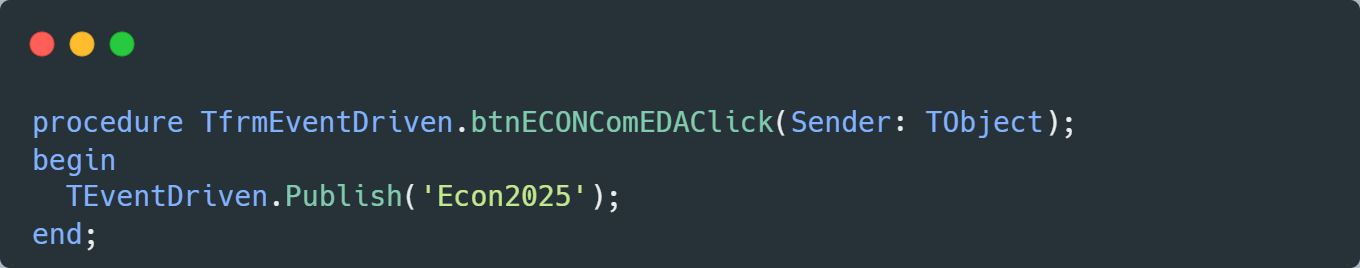 procedure TfrmEventDriven.btnECONComEDAClick(Sender: TObject);
begin
  TEventDriven.Publish('Econ2025');
end;